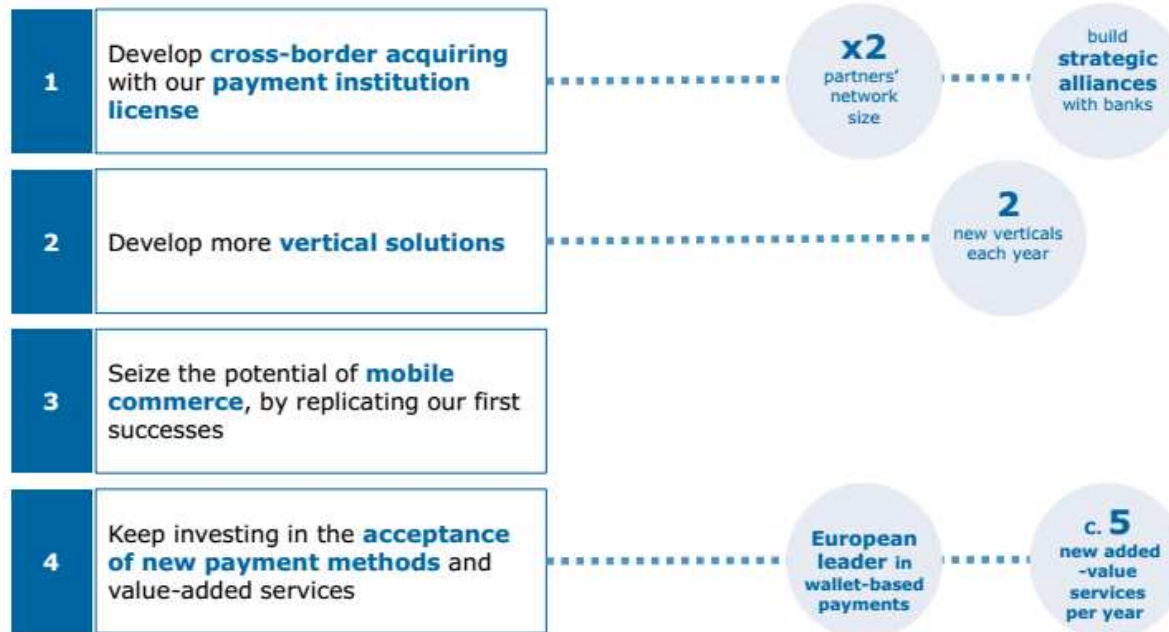 1
Develop cross-border acquiring
with our payment institution
license
x2
partners'
network
size
build
strategic
alliances
with banks
2
Develop more vertical solutions
2
new verticals
each year
3
Seize the potential of mobile
commerce, by replicating our first
successes
4
Keep investing in the acceptance
of new payment methods and
value-added services
European
leader in
wallet-based
payments
c. 5
new added
-value
services
per year